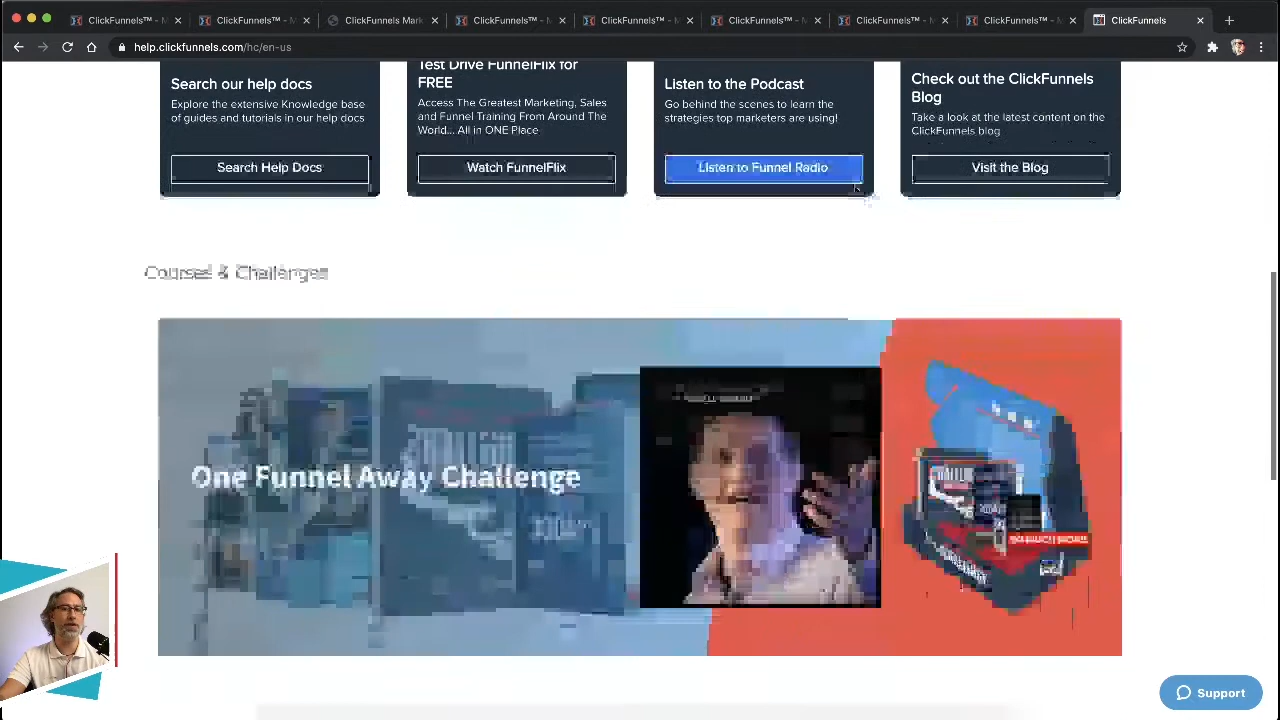 ClickFunnels™ - M
ClickFunnels™ - M
ClickFunnels Mark
ClickFunnels™ - M
ClickFunnels™ - M
ClickFunnels™ - M
ClickFunnels™ - M
ClickFunnels™ - M
ClickFunnels
help.clickfunnels.com/hc/en-us
Search our help docs
Explore the extensive Knowledge base
of guides and tutorials in our help docs
Search Help Docs
Test Drive FunnelFlix for
FREE
Access The Greatest Marketing, Sales
and Funnel Training From Around The
World... All in ONE Place
Watch FunnelFlix
Listen to the Podcast
Go behind the scenes to learn the
strategies top marketers are using!
Listen to Funnel Radio
Check out the ClickFunnels
Blog
Take a look at the latest content on the
ClickFunnels blog
Visit the Blog
Courses & Challenges
One Funnel Away Challenge
Support